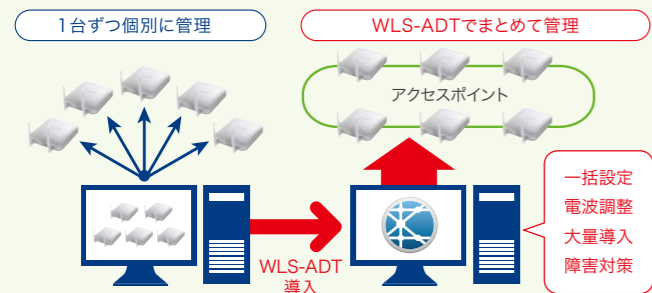 1台ずつ個別に管理
WLS-ADTでまとめて管理
アクセスポイント
WLS-ADT
導入
一括設定
電波調整
大量導入
障害対策